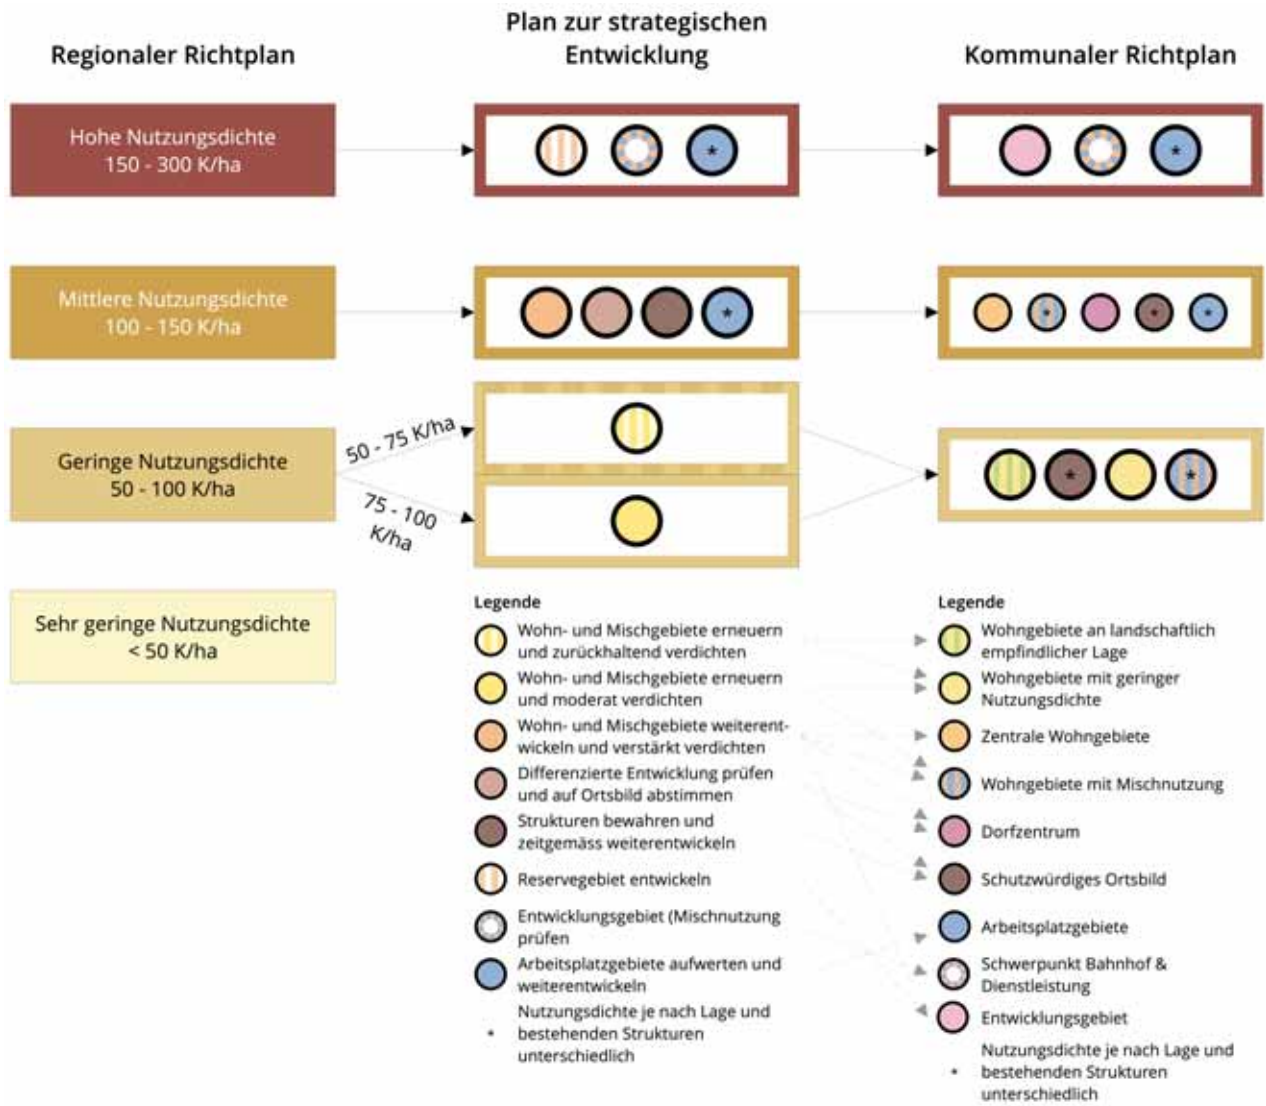 Regionaler Richtplan
Plan zur strategischen
Entwicklung
Kommunaler Richtplan
Hohe Nutzungsdichte
150 - 300 K/ha
*
*
Mittlere Nutzungsdichte
100 - 150 K/ha
*
*
*
*
Geringe Nutzungsdichte
50 - 100 K/ha
50 - 75 K/ha
75 - 100
K/ha
*
*
Sehr geringe Nutzungsdichte
< 50 K/ha
Legende
Wohn- und Mischgebiete erneuern
und zurückhaltend verdichten
Wohn- und Mischgebiete erneuern
und moderat verdichten
Wohn- und Mischgebiete weiterent-
wickeln und verstärkt verdichten
Differenzierte Entwicklung prüfen
und auf Ortsbild abstimmen
Strukturen bewahren und
zeitgemäss weiterentwickeln
Reservegebiet entwickeln
Entwicklungsgebiet (Mischnutzung
prüfen
Arbeitsplatzgebiete aufwerten und
weiterentwickeln
Nutzungsdichte je nach Lage und
* bestehenden Strukturen
unterschiedlich
Legende
Wohngebiete an landschaftlich
empfindlicher Lage
Wohngebiete mit geringer
Nutzungsdichte
Zentrale Wohngebiete
Wohngebiete mit Mischnutzung
Dorfzentrum
Schutzwürdiges Ortsbild
Arbeitsplatzgebiete
Schwerpunkt Bahnhof &
Dienstleistung
Entwicklungsgebiet
Nutzungsdichte je nach Lage und
* bestehenden Strukturen
unterschiedlich